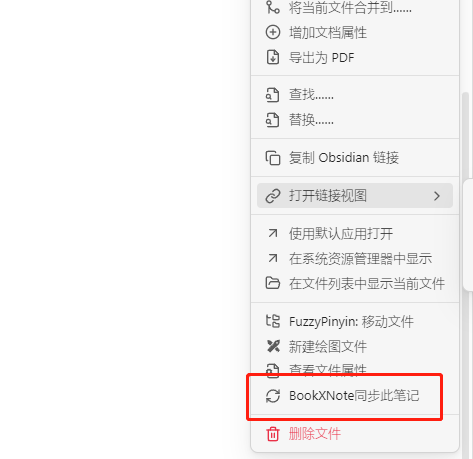 将当前文件合并到......
增加文档属性
导出为 PDF
查找......
替换......
复制 Obsidian 链接
打开链接视图
使用默认应用打开
在系统资源管理器中显示
在文件列表中显示当前文件
FuzzyPinyin: 移动文件
新建绘图文件
查看文件属性
BookXNote同步此笔记
删除文件